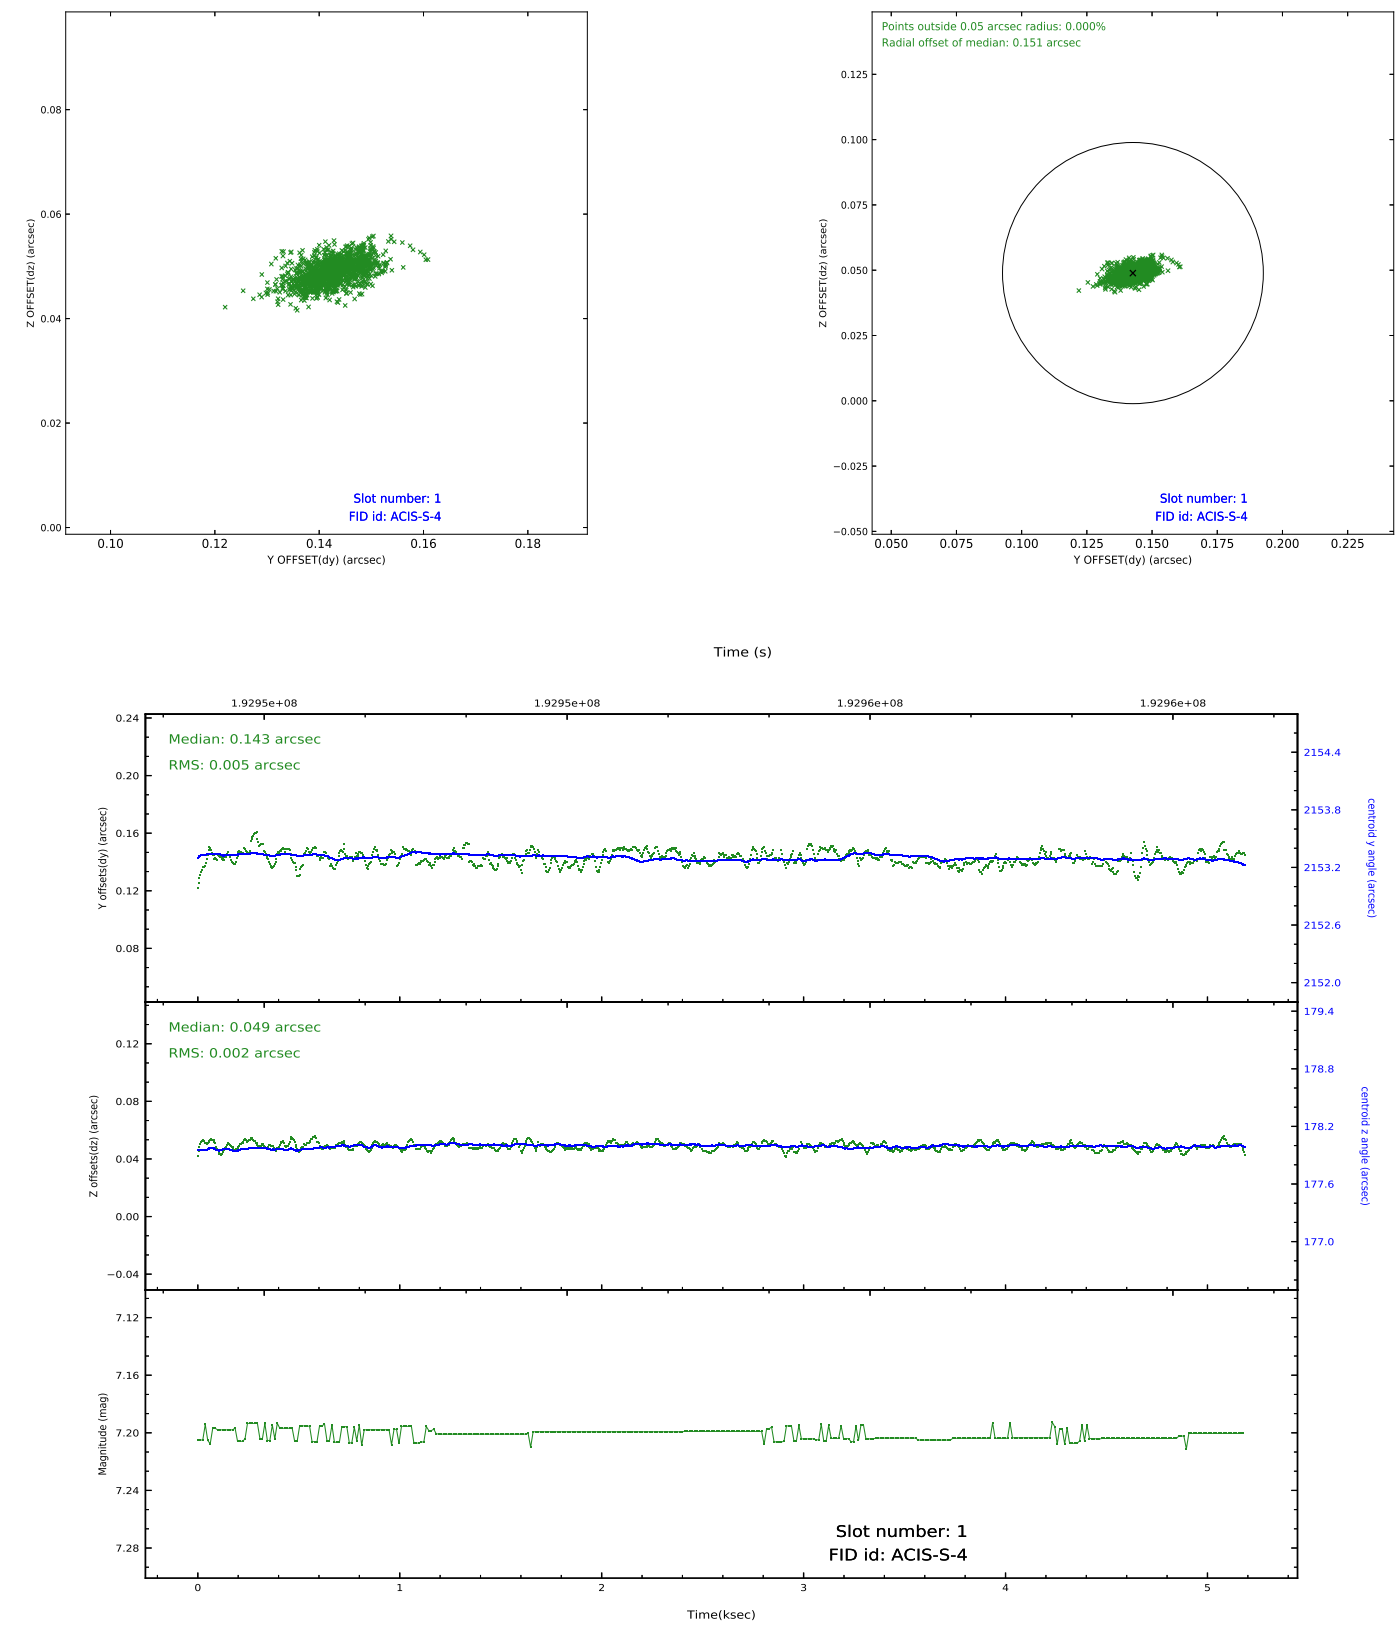 0.08
0.06
0.04
0.02
0.00
Z OFFSET(dz) (arcsec)
0.10 0.12 0.14 0.16 0.18
Y OFFSET(dy) (arcsec)
Slot number: 1
FID id: ACIS-S-4
Points outside 0.05 arcsec radius: 0.000%
Radial offset of median: 0.151 arcsec
0.125
0.100
0.075
0.050
0.025
0.000
−0.025
−0.050
Z OFFSET(dz) (arcsec)
Slot number: 1
FID id: ACIS-S-4
0.050 0.075 0.100 0.125 0.150 0.175 0.200 0.225
Y OFFSET(dy) (arcsec)
Time (s)
1.9295e+08 1.9295e+08 1.9296e+08 1.9296e+08
Median: 0.143 arcsec
RMS: 0.005 arcsec
0.24
0.20
0.16
0.12
0.08
Y offsets(dy) (arcsec)
2154.4
2153.8
2153.2
2152.6
2152.0
centroid y angle (arcsec)
Median: 0.049 arcsec
RMS: 0.002 arcsec
0.12
0.08
0.04
0.00
−0.04
Z offsets(dz) (arcsec)
179.4
178.8
178.2
177.6
177.0
centroid z angle (arcsec)
7.12
7.16
7.20
7.24
7.28
Magnitude (mag)
Slot number: 1
FID id: ACIS-S-4
0 1 2 3 4 5
Time(ksec)